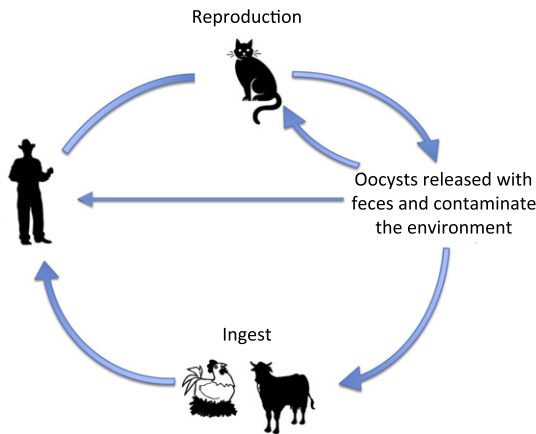 Reproduction
Oocysts released with
feces and contaminate
the environment
Ingest